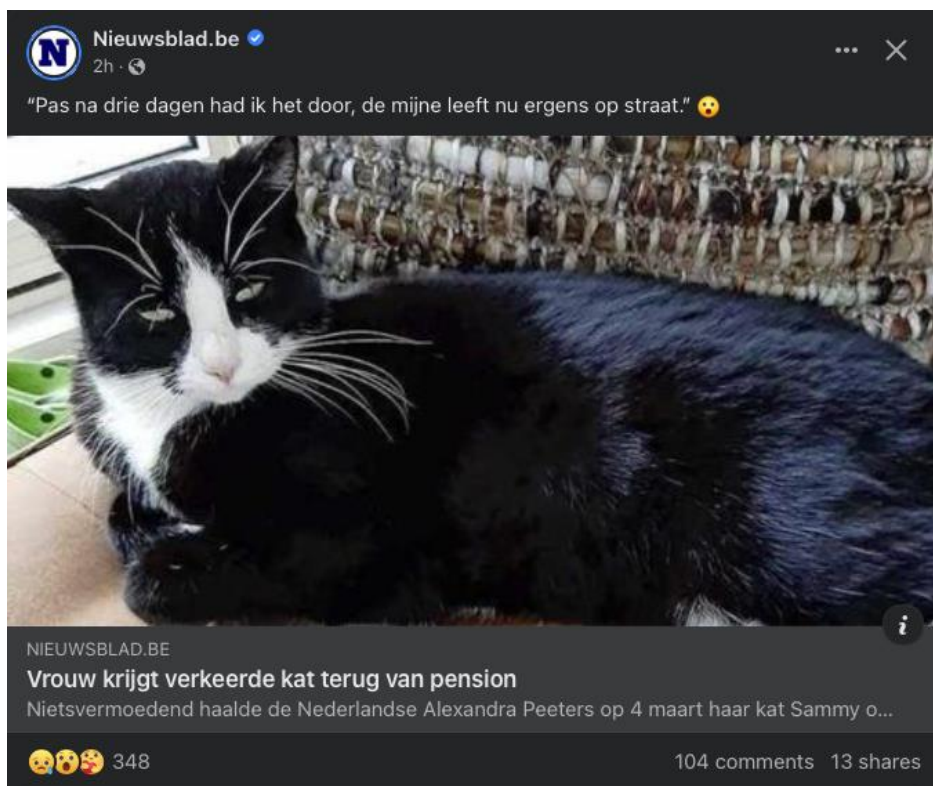 N
Nieuwsblad.be
2h ·
“Pas na drie dagen had ik het door, de mijne leeft nu ergens op straat.” 😮
i
NIEUWSBLAD.BE
Vrouw krijgt verkeerde kat terug van pension
Nietsvermoedend haalde de Nederlandse Alexandra Peeters op 4 maart haar kat Sammy o...
348
104 comments 13 shares